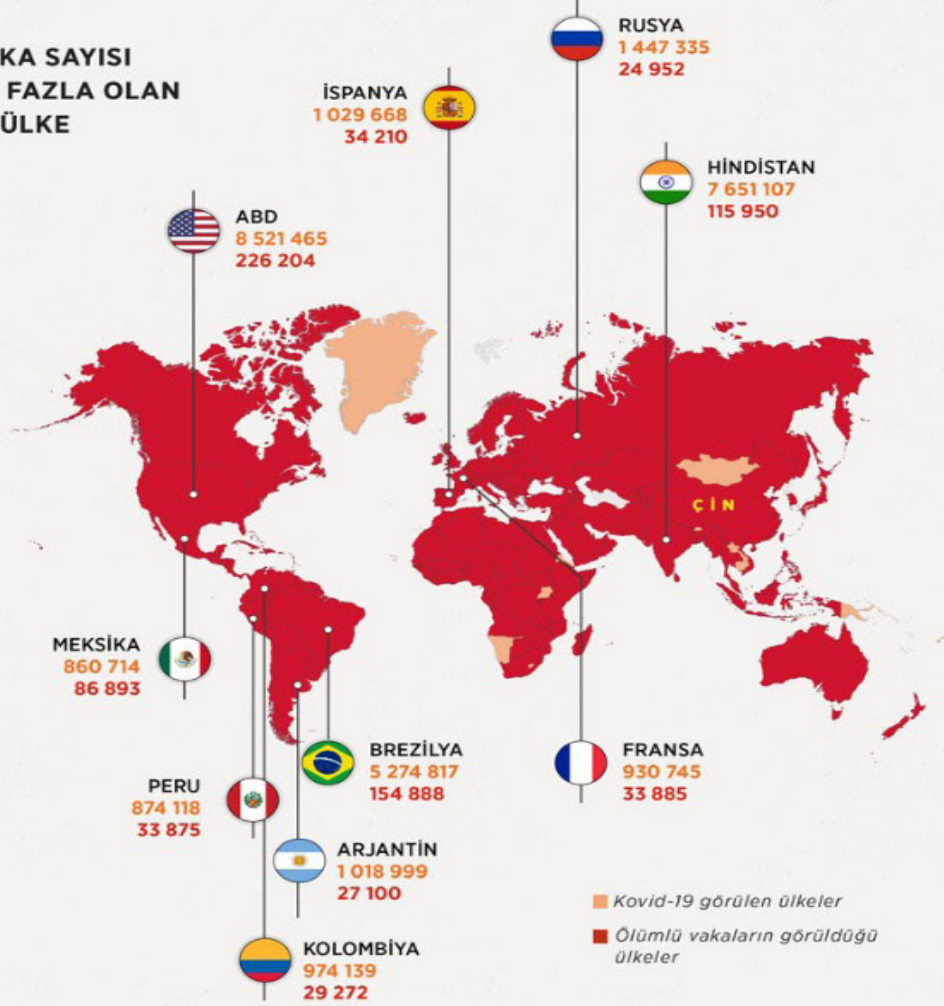 KA SAYISI
FAZLA OLAN
ÜLKE
RUSYA
1 447 335
24 952
İSPANYA
1 029 668
34 210
HİNDİSTAN
7 651 107
115 950
ABD
8 521 465
226 204
ÇİN
MEKSİKA
860 714
86 893
BREZİLYA
5 274 817
154 888
FRANSA
930 745
33 885
PERU
874 118
33 875
ARJANTİN
1 018 999
27 100
KOLOMBİYA
974 139
29 272
Kovid-19 görülen ülkeler
Ölümlü vakaların görüldüğü
ülkeler